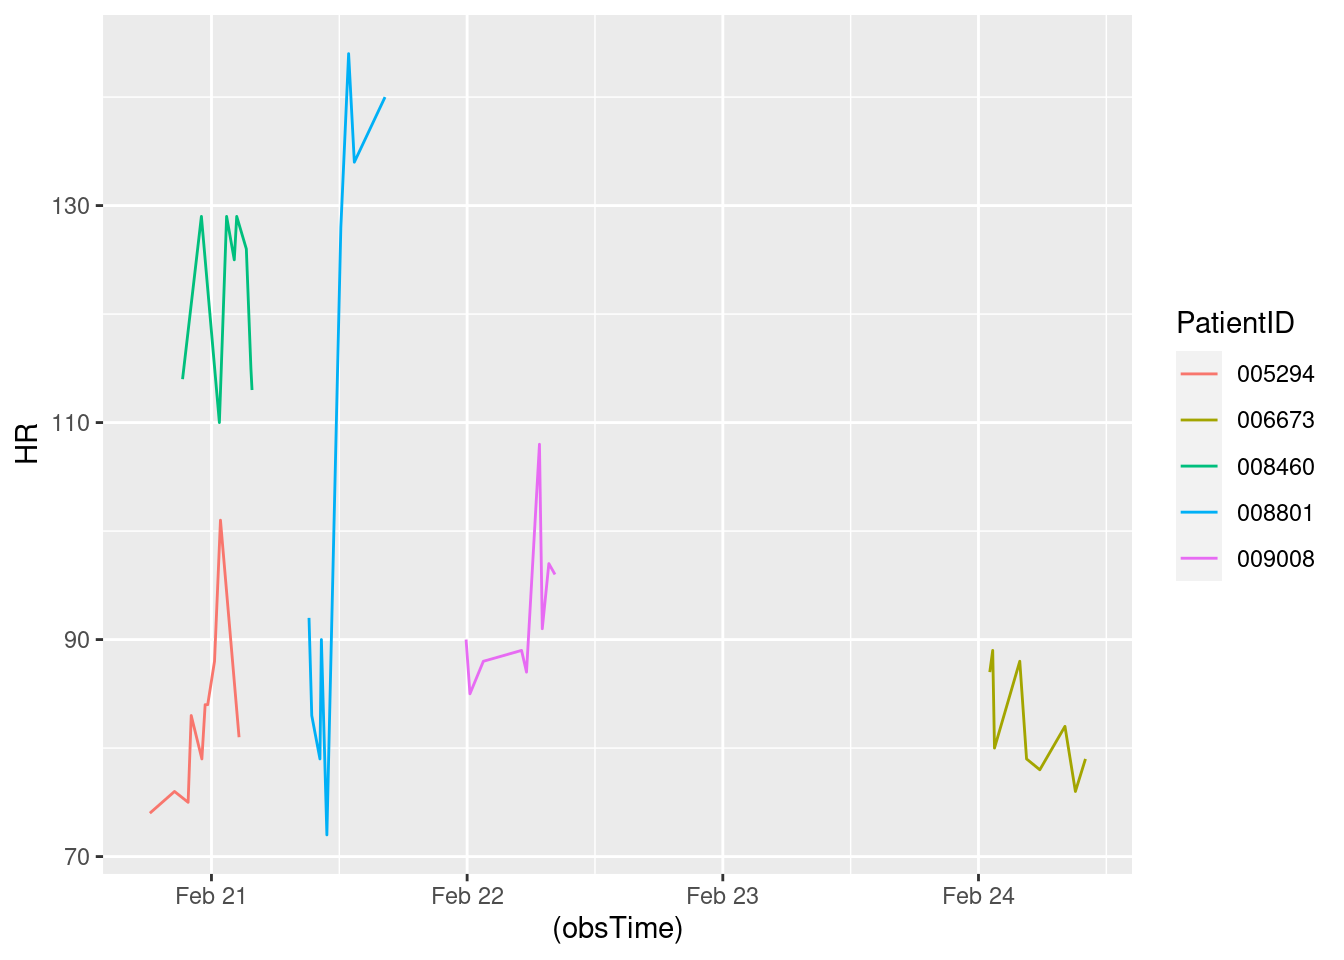 130
110
90
70
HR
Feb 21
Feb 22
Feb 23
Feb 24
(obsTime)
PatientID
005294
006673
008460
008801
009008